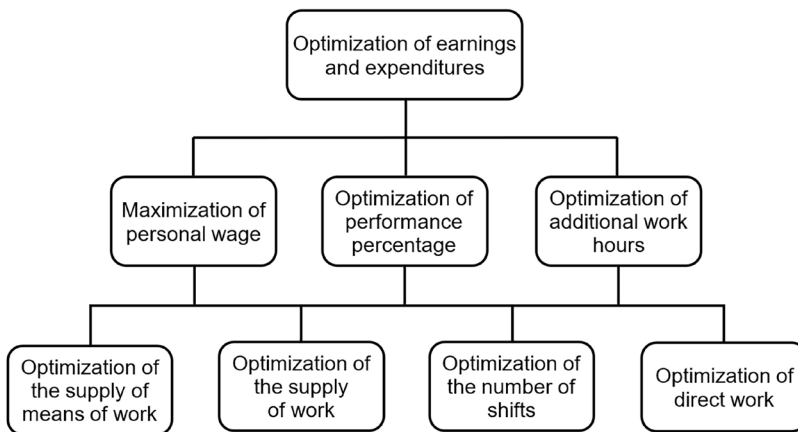 Optimization of earnings
and expenditures
Maximization of
personal wage
Optimization of
performance
percentage
Optimization of
additional work
hours
Optimization of
the supply of
means of work
Optimization of
the supply
of work
Optimization of
the number of
shifts
Optimization of
direct work